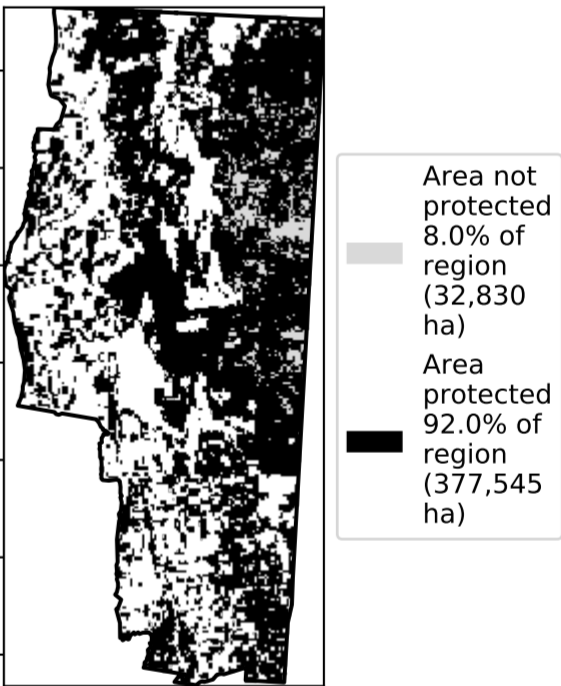 Area not
protected
8.0% of
region
(32,830
ha)
Area
protected
92.0% of
region
(377,545
ha)